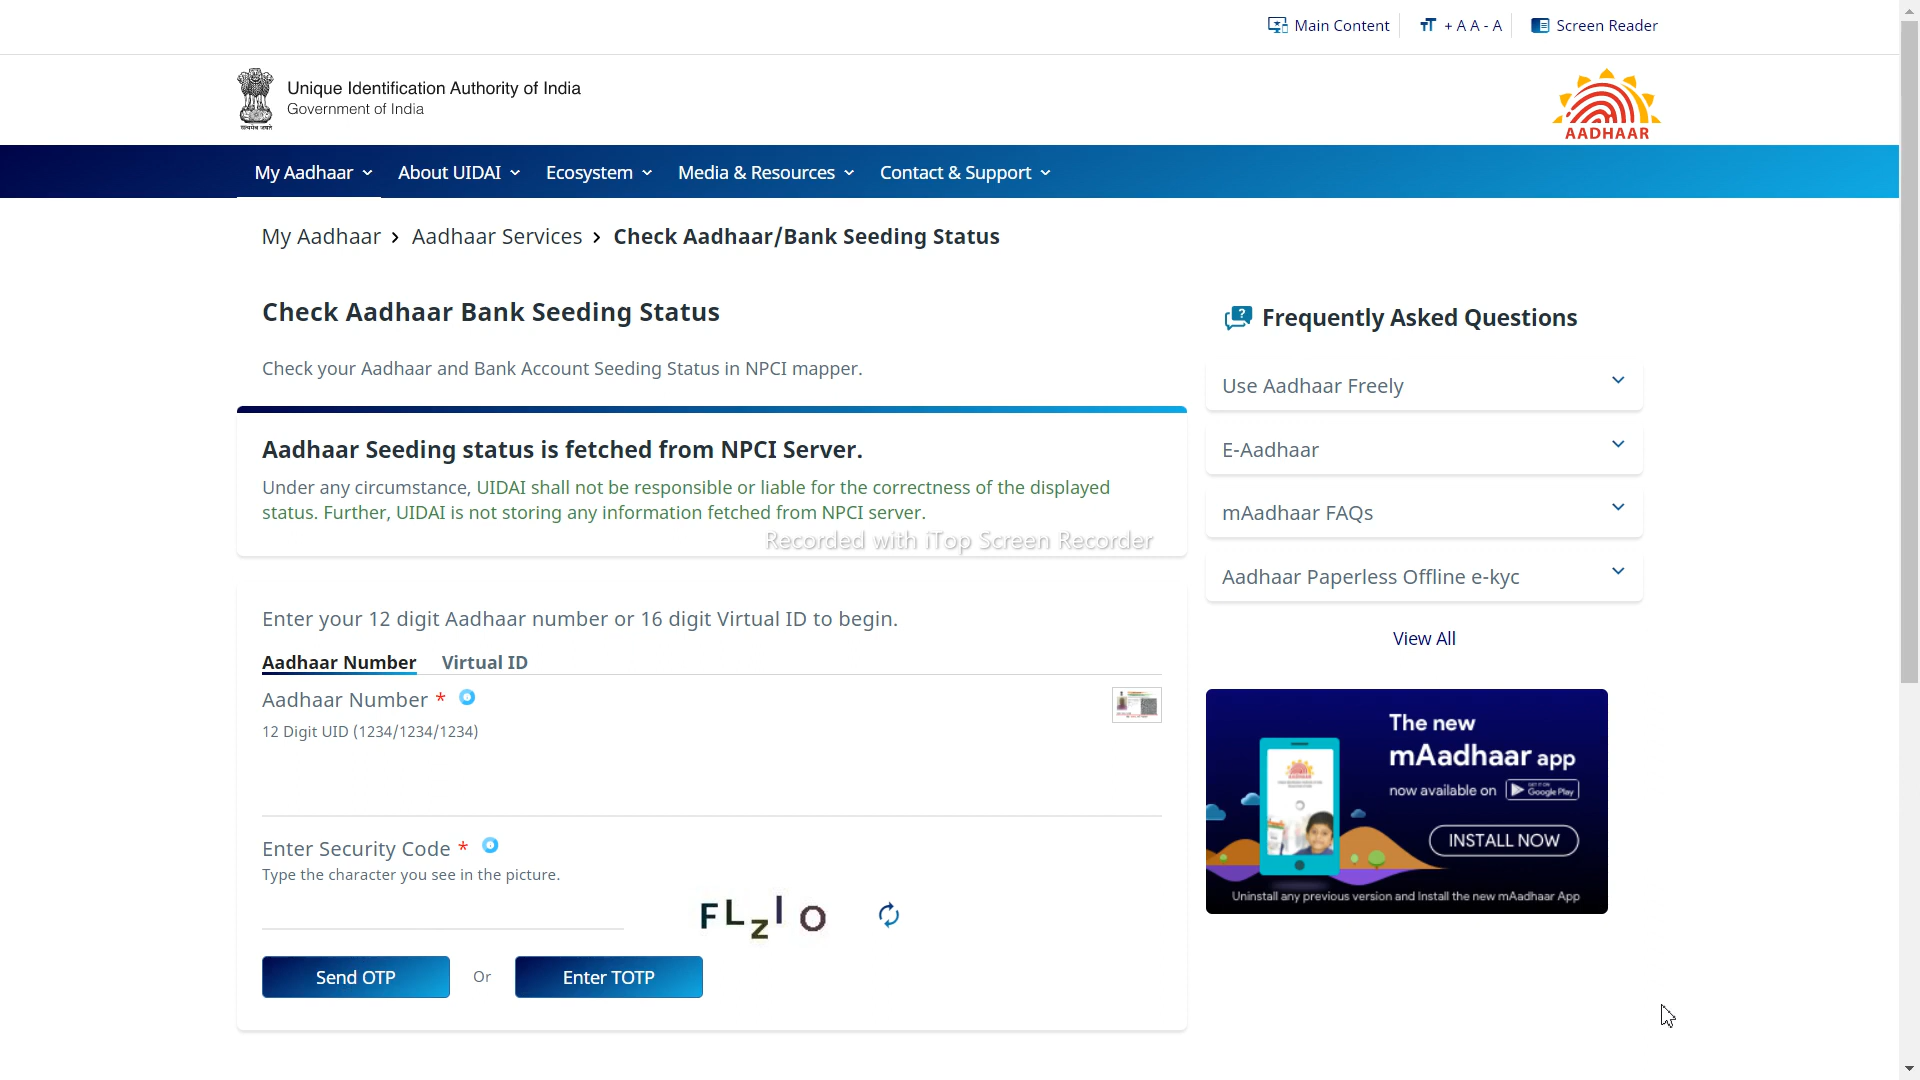 Main Content
+ A A - A
Screen Reader
Unique Identification Authority of India
Government of India
AADHAAR
My Aadhaar
About UIDAI
Ecosystem
Media & Resources
Contact & Support
My Aadhaar > Aadhaar Services > Check Aadhaar/Bank Seeding Status
Check Aadhaar Bank Seeding Status
Check your Aadhaar and Bank Account Seeding Status in NPCI mapper.
Aadhaar Seeding status is fetched from NPCI Server.
Under any circumstance, UIDAI shall not be responsible or liable for the correctness of the displayed
status. Further, UIDAI is not storing any information fetched from NPCI server.
Recorded with iTop Screen Recorder
Enter your 12 digit Aadhaar number or 16 digit Virtual ID to begin.
Aadhaar Number
Virtual ID
Aadhaar Number *
12 Digit UID (1234/1234/1234)
Enter Security Code *
Type the character you see in the picture.
FLzIO
Send OTP
Or
Enter TOTP
Frequently Asked Questions
Use Aadhaar Freely
E-Aadhaar
mAadhaar FAQs
Aadhaar Paperless Offline e-kyc
View All
The new
mAadhaar app
now available on
GET IT ON
Google Play
INSTALL NOW
Uninstall any previous version and Install the new mAadhaar App